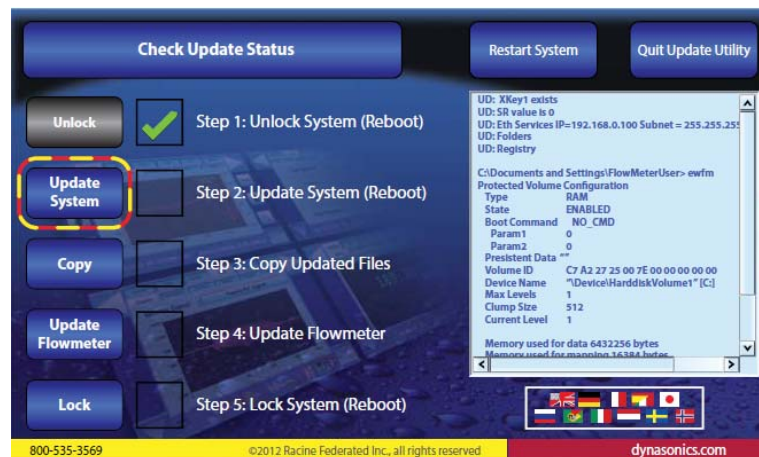 Check Update Status
Restart System
Quit Update Utility
Unlock
Step 1: Unlock System (Reboot)
Update
System
Step 2: Update System (Reboot)
Copy
Step 3: Copy Updated Files
Update
Flowmeter
Step 4: Update Flowmeter
Lock
Step 5: Lock System (Reboot)
UD: XKey1 exists
UD: SR value is 0
UD: Eth Services IP=192.168.0.100 Subnet = 255.255.255
UD: Folders
UD: Registry
C:\Documents and Settings\FlowMeterUser> ewfm
Protected Volume Configuration
Type RAM
State ENABLED
Boot Command NO_CMD
Param1 0
Param2 0
Presistent Data ""
Volume ID C7 A2 27 25 00 7E 00 00 00 00 00
Device Name "\Device\HarddiskVolume1" [C:]
Max Levels 1
Clump Size 512
Current Level 1
Memory used for data 6432256 bytes
Memory used for mapping 16384 bytes
800-535-3569
©2012 Racine Federated Inc., all rights reserved
dynasonics.com